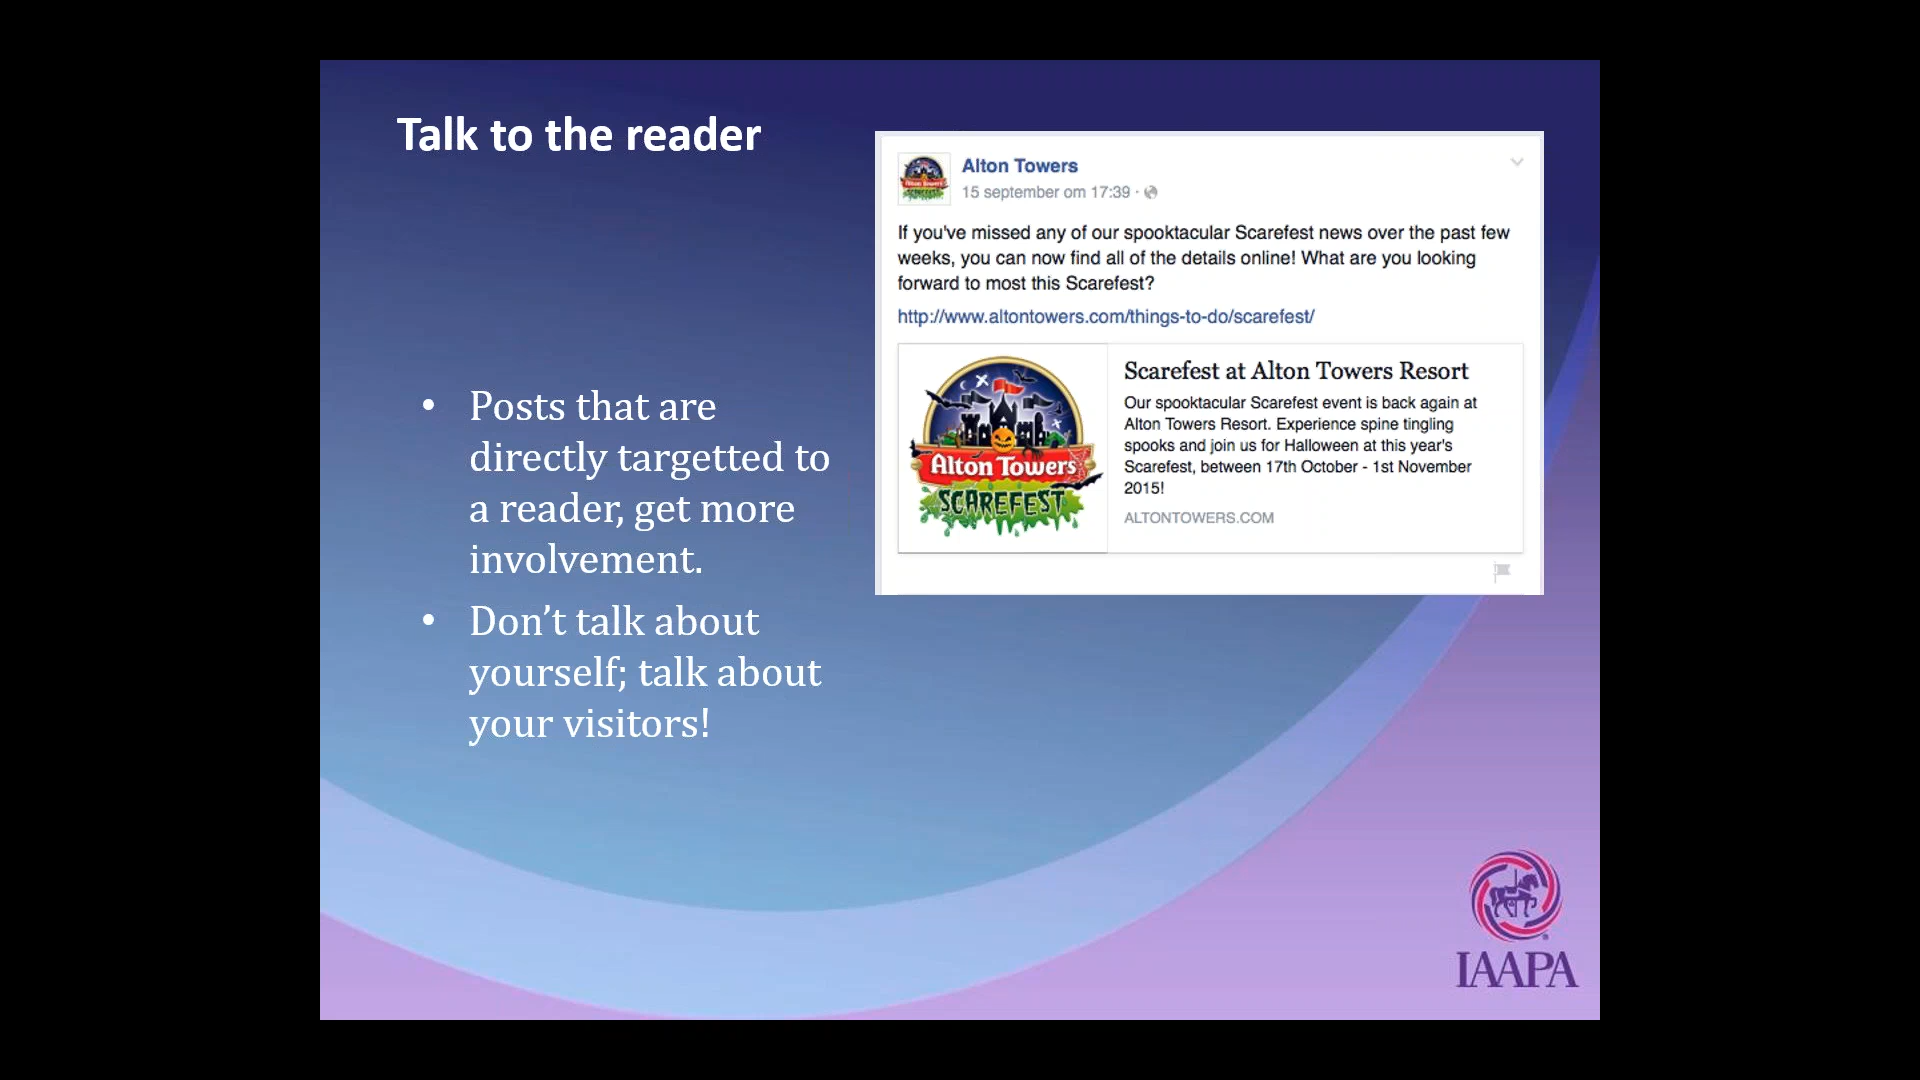 Talk to the reader
• Posts that are
directly targetted to
a reader, get more
involvement.
• Don’t talk about
yourself; talk about
your visitors!
Alton Towers
15 september om 17:39 ·
If you've missed any of our spooktacular Scarefest news over the past few
weeks, you can now find all of the details online! What are you looking
forward to most this Scarefest?
http://www.altontowers.com/things-to-do/scarefest/
Alton Towers
SCAREFEST
Scarefest at Alton Towers Resort
Our spooktacular Scarefest event is back again at
Alton Towers Resort. Experience spine tingling
spooks and join us for Halloween at this year's
Scarefest, between 17th October - 1st November
2015!
ALTONTOWERS.COM
IAAPA